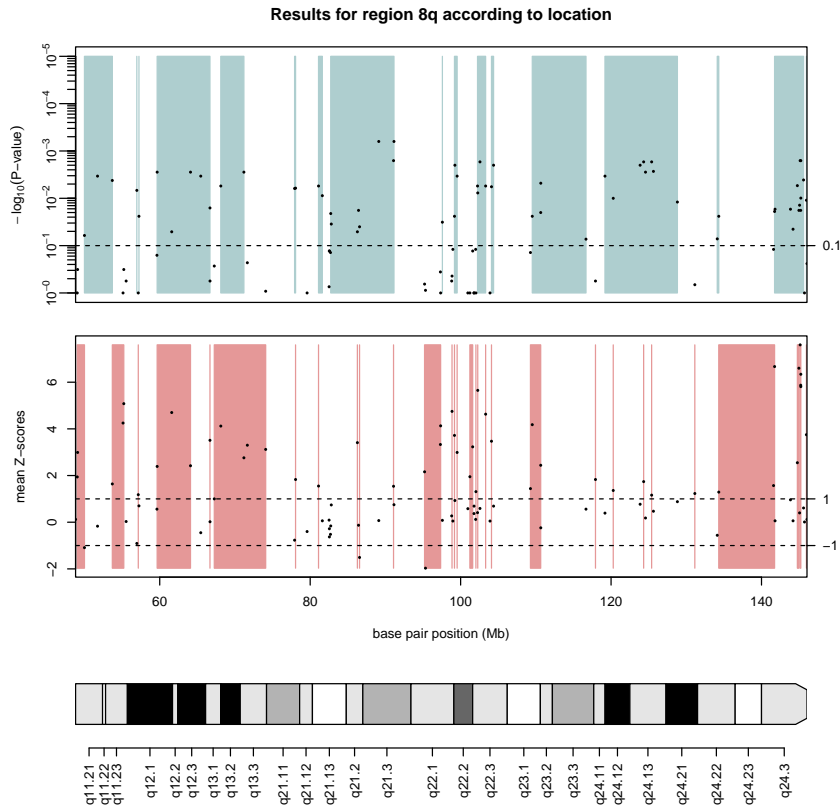 Results for region 8q according to location
− log10(P-value)
10−5
10−4
10−3
10−2
10−1
10−0
0.1
mean Z-scores
6
4
2
0
−2
1
−1
60 80 100 120 140
base pair position (Mb)
q11.21 q11.22 q11.23 q12.1 q12.2 q12.3 q13.1 q13.2 q13.3 q21.11 q21.12 q21.13 q21.2 q21.3 q22.1 q22.2 q22.3 q23.1 q23.2 q23.3 q24.11 q24.12 q24.13 q24.21 q24.22 q24.23 q24.3